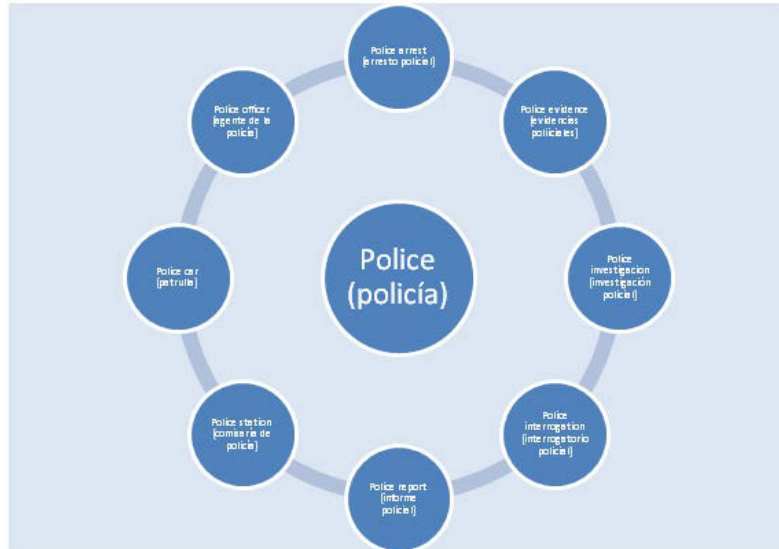 Police arrest
(arresto policial)
Police evidence
(evidencias
policiales)
Police
investigacion
(investigación
policial)
Police
interrogation
(interrogatorio
policial)
Police report
(informe
policial)
Police station
(comisaría de
policía)
Police car
(patrulla)
Police officer
(agente de la
policía)
Police
(policía)